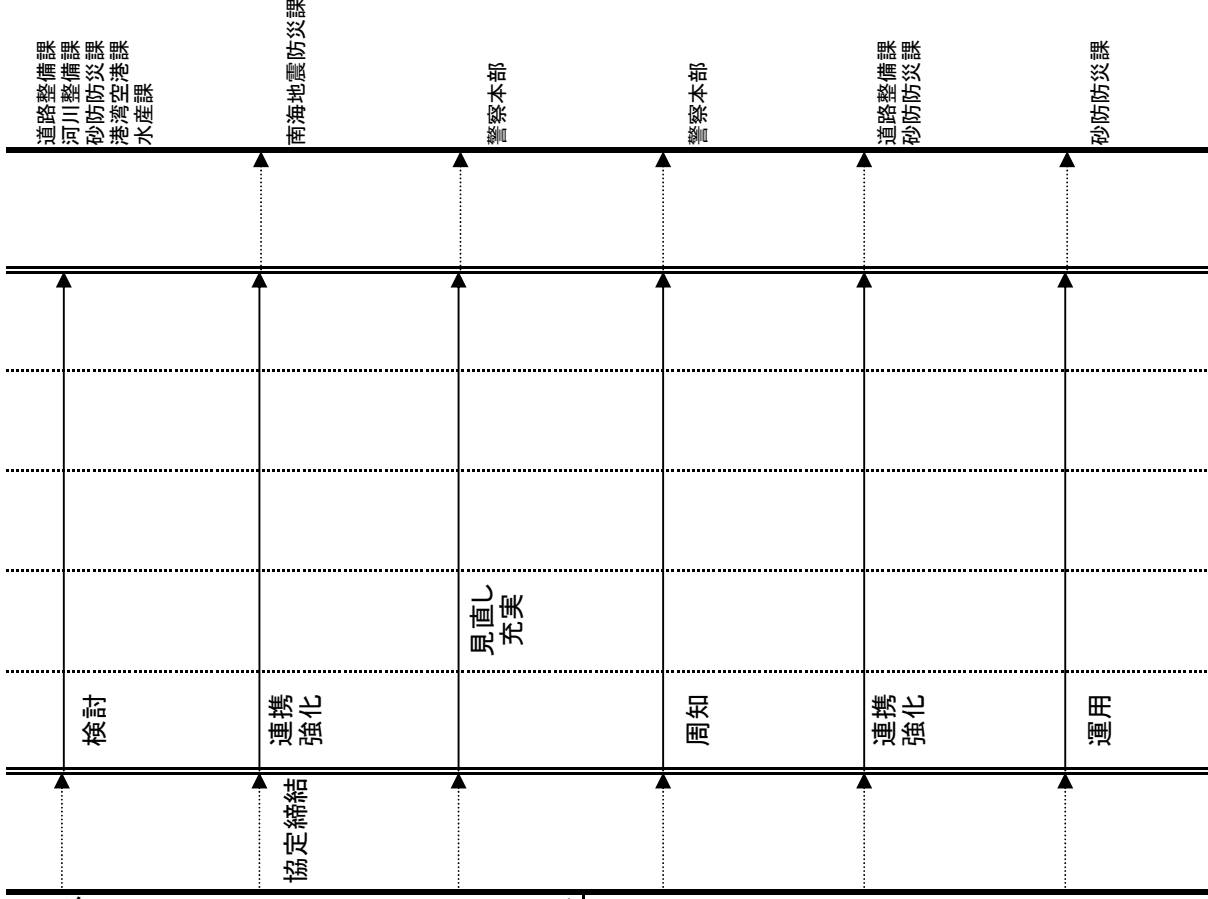 道路整備課
河川整備課
砂防防災課
港湾空港課
水産課
南海地震防災課
警察本部
警察本部
道路整備課
砂防防災課
砂防防災課
検討
連携
強化
見直し
充実
周知
連携
強化
運用
協定締結